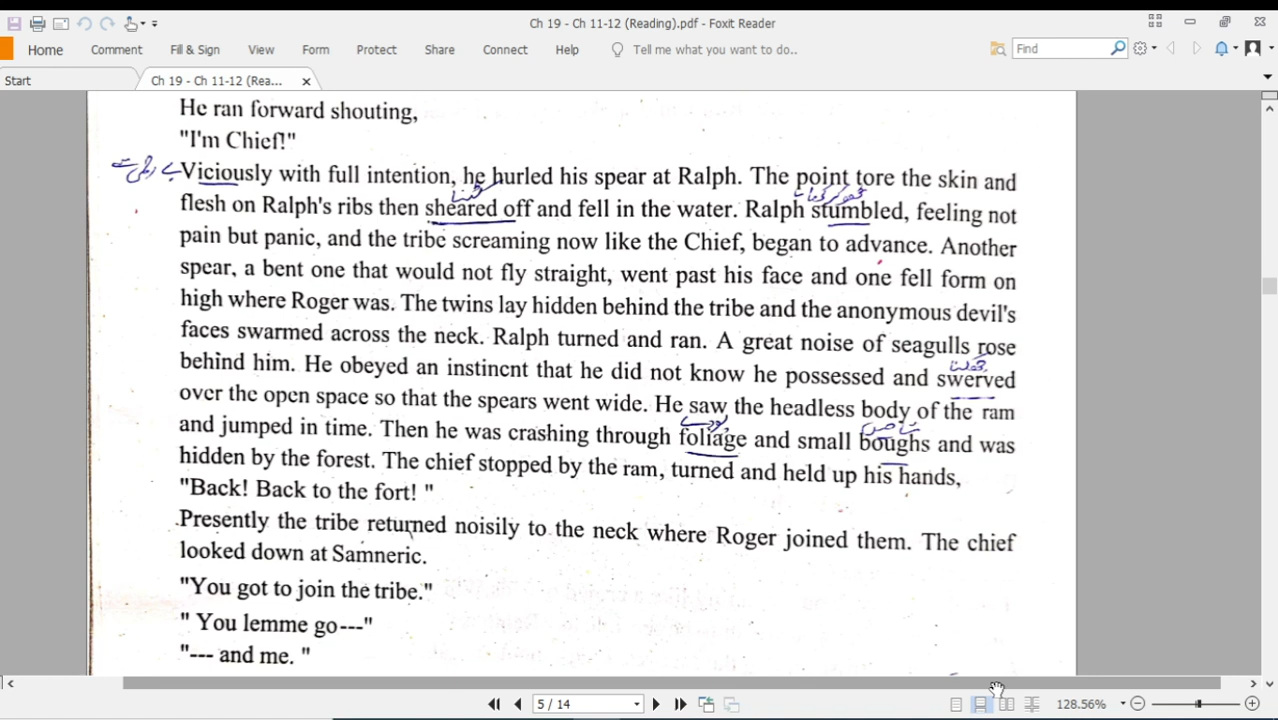 Ch 19 - Ch 11-12 (Reading).pdf - Foxit Reader
Home Comment Fill & Sign View Form Protect Share Connect Help Tell me what you want to do.. Find
Start Ch 19 - Ch 11-12 (Rea...
He ran forward shouting,
"I'm Chief!"
Viciously with full intention, he hurled his spear at Ralph. The point tore the skin and
flesh on Ralph's ribs then sheared off and fell in the water. Ralph stumbled, feeling not
pain but panic, and the tribe screaming now like the Chief, began to advance. Another
spear, a bent one that would not fly straight, went past his face and one fell form on
high where Roger was. The twins lay hidden behind the tribe and the anonymous devil's
faces swarmed across the neck. Ralph turned and ran. A great noise of seagulls rose
behind him. He obeyed an instincnt that he did not know he possessed and swerved
over the open space so that the spears went wide. He saw the headless body of the ram
and jumped in time. Then he was crashing through foliage and small boughs and was
hidden by the forest. The chief stopped by the ram, turned and held up his hands,
"Back! Back to the fort! "
Presently the tribe returned noisily to the neck where Roger joined them. The chief
looked down at Samneric.
"You got to join the tribe."
" You lemme go---"
"--- and me. "
5 / 14 128.56%